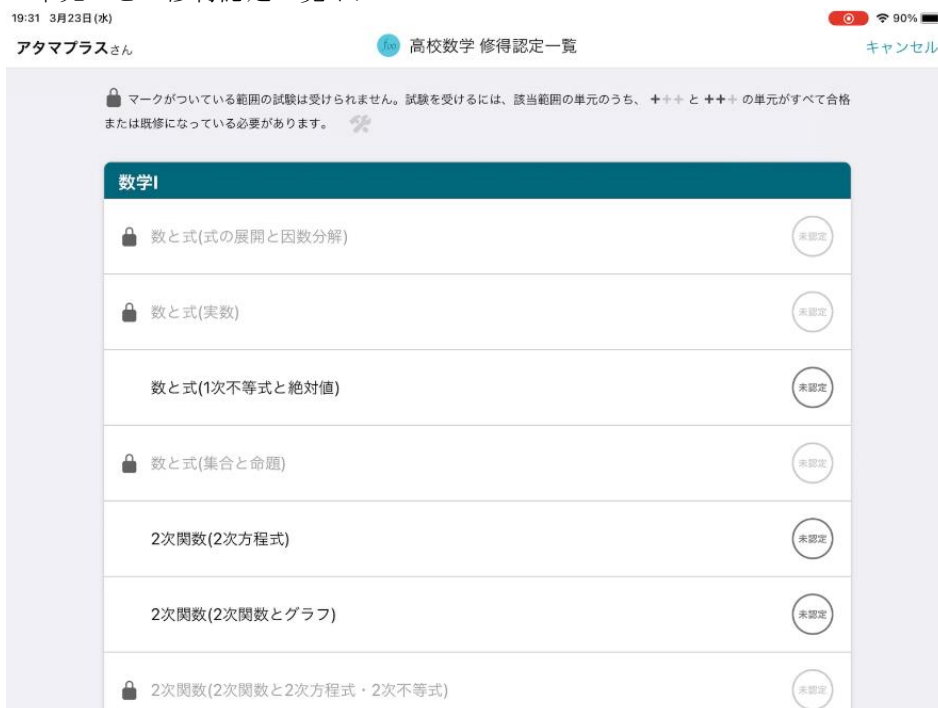 19:31 3月23日(水)
90%
アタマプラスさん
foo 高校数学 修得認定一覧
キャンセル
マークがついている範囲の試験は受けられません。試験を受けるには、該当範囲の単元のうち、 +++ と +++ の単元がすべて合格
または既修になっている必要があります。
数学I
数と式(式の展開と因数分解)
未認定
数と式(実数)
未認定
数と式(1次不等式と絶対値)
未認定
数と式(集合と命題)
未認定
2次関数(2次方程式)
未認定
2次関数(2次関数とグラフ)
未認定
2次関数(2次関数と2次方程式・2次不等式)
未認定